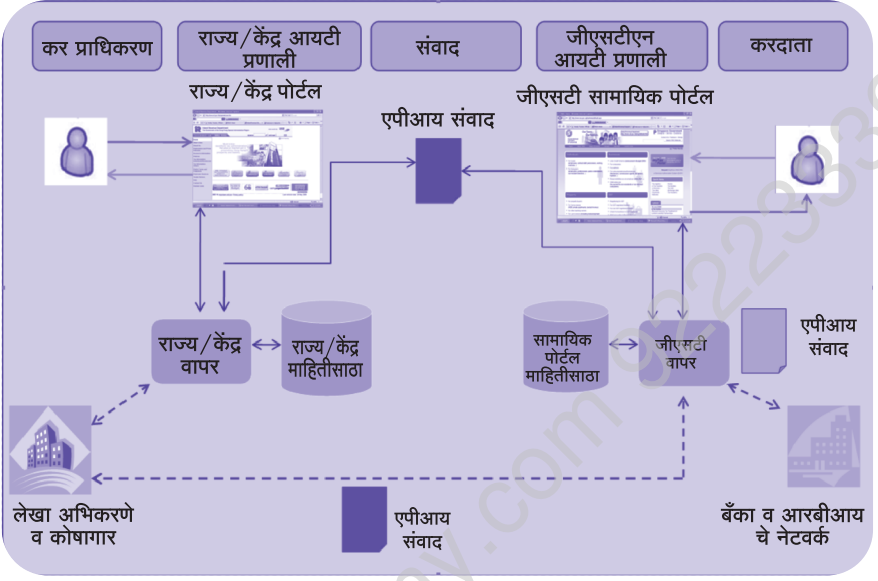 कर प्राधिकरण
राज्य/केंद्र आयटी
प्रणाली
संवाद
जीएसटीएन
आयटी प्रणाली
करदाता
राज्य/केंद्र पोर्टल
एपीआय संवाद
जीएसटी सामायिक पोर्टल
राज्य/केंद्र
वापर
राज्य/केंद्र
माहितीसाठा
सामायिक
पोर्टल
माहितीसाठा
जीएसटी
वापर
एपीआय
संवाद
लेखा अभिकरणे
व कोषागार
एपीआय
संवाद
बँका व आरबीआय
चे नेटवर्क